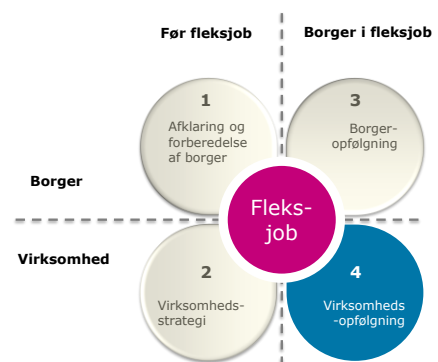 Før fleksjob
Borger i fleksjob
1
Afklaring og
forberedelse
af borger
3
Borger-
opfølgning
Borger
Fleks-
job
Virksomhed
2
Virksomheds-
strategi
4
Virksomheds
-opfølgning